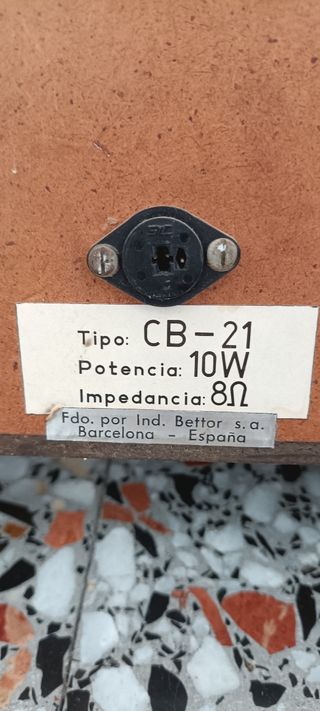 Tipo: CB-21
Potencia: 10W
Impedancia: 8Ω
Fdo. por Ind. Bettor s.a.
Barcelona - España